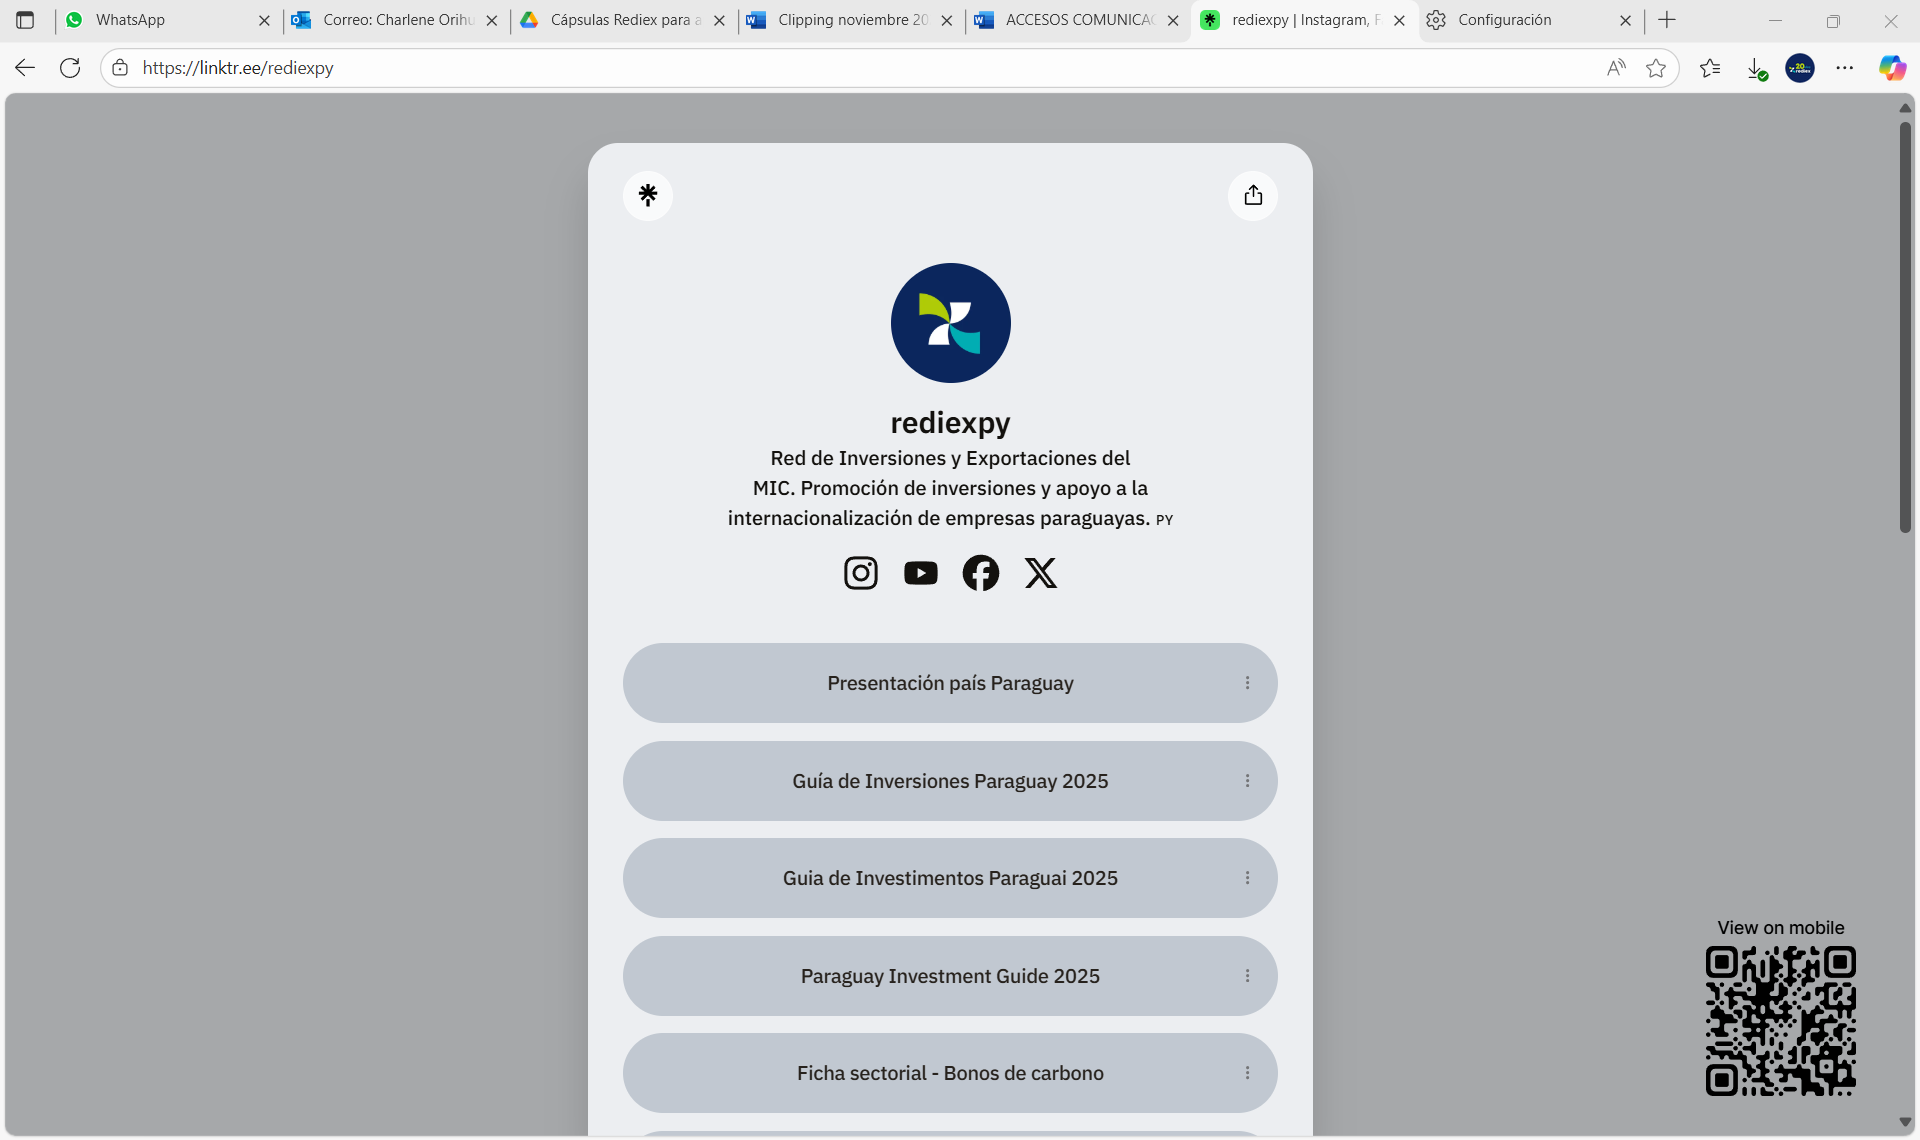 WhatsApp
Correo: Charlene Orihu
Cápsulas Rediex para a
Clipping noviembre 20
ACCESOS COMUNICAC
rediexpy | Instagram, F
Configuración
https://linktr.ee/rediexpy
rediexpy
Red de Inversiones y Exportaciones del
MIC. Promoción de inversiones y apoyo a la
internacionalización de empresas paraguayas. PY
Presentación país Paraguay
Guía de Inversiones Paraguay 2025
Guia de Investimentos Paraguai 2025
Paraguay Investment Guide 2025
Ficha sectorial - Bonos de carbono
View on mobile